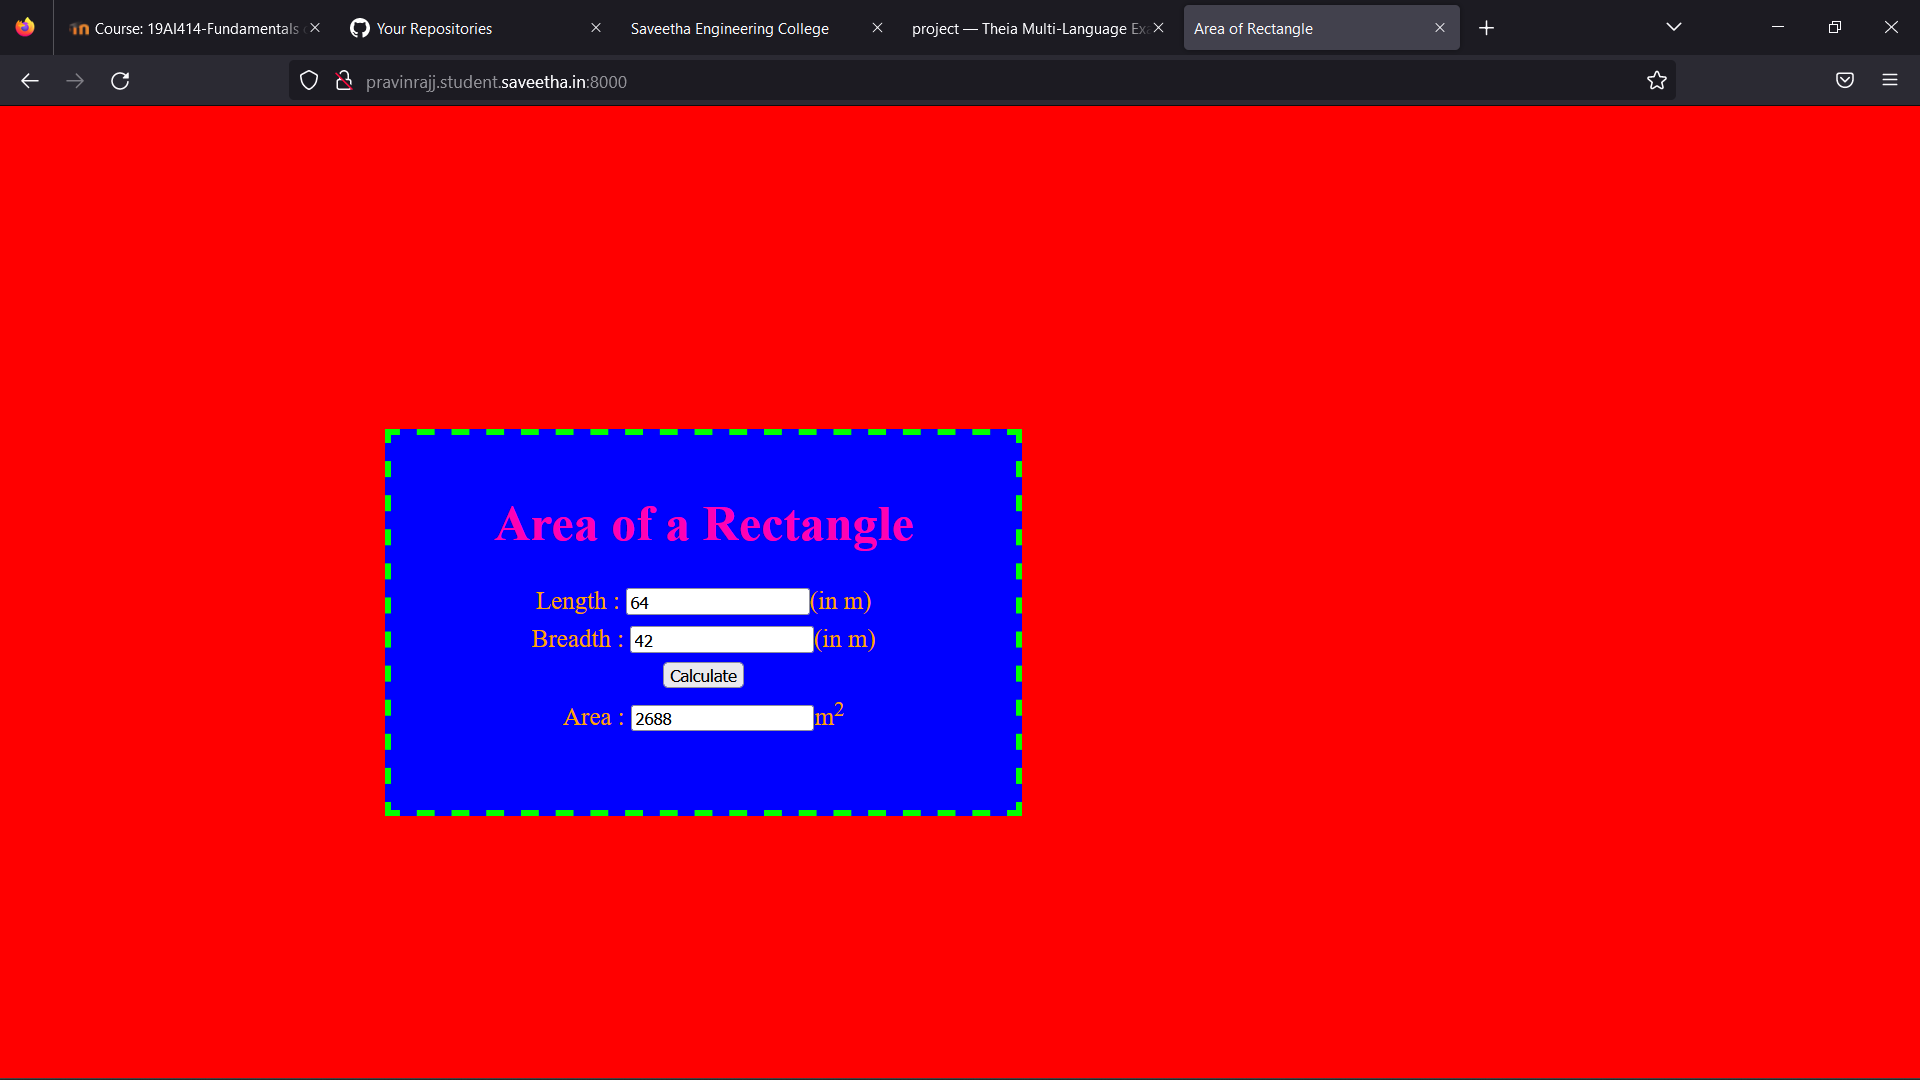 Course: 19AI414-Fundamentals
Your Repositories
Saveetha Engineering College
project — Theia Multi-Language Ex
Area of Rectangle
pravinrajj.student.saveetha.in:8000
Area of a Rectangle
Length : 64 (in m)
Breadth : 42 (in m)
Calculate
Area : 2688 m²